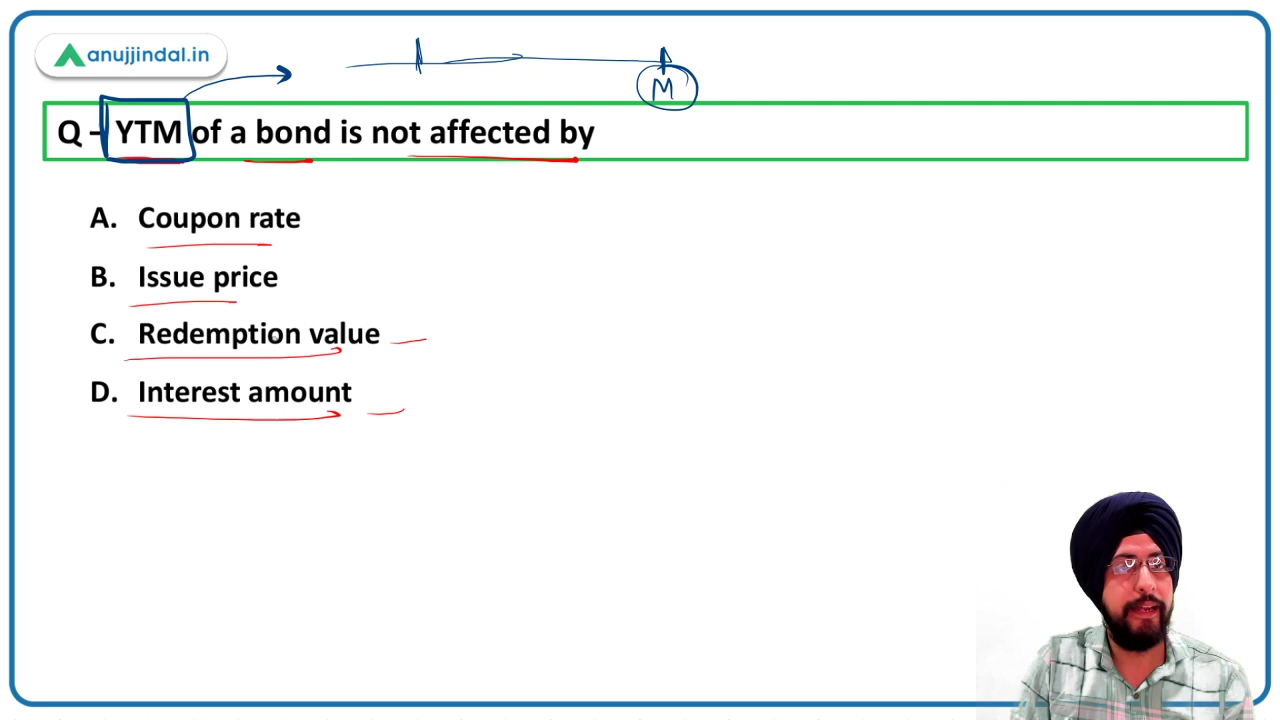 anujjindal.in
M
Q – YTM of a bond is not affected by
A. Coupon rate
B. Issue price
C. Redemption value
D. Interest amount